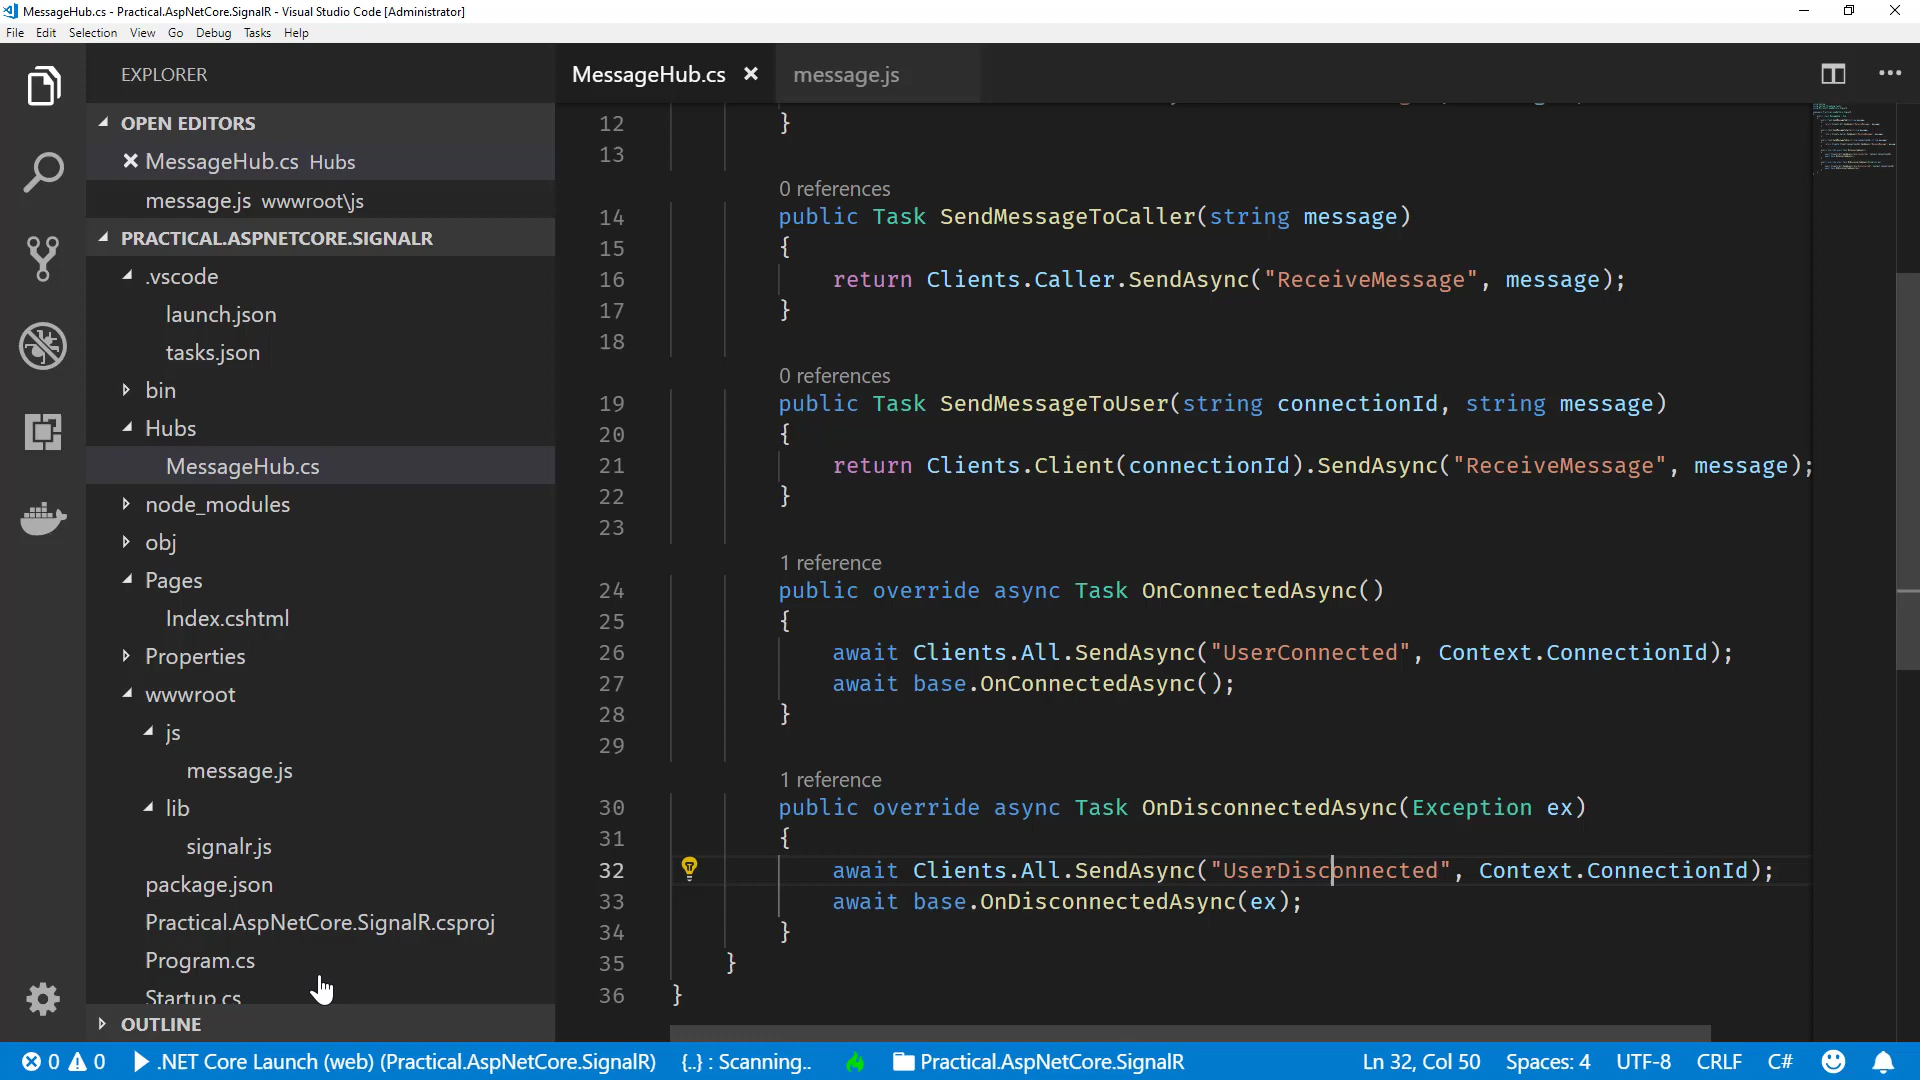 MessageHub.cs - Practical.AspNetCore.SignalR - Visual Studio Code [Administrator]
File Edit Selection View Go Debug Tasks Help
EXPLORER
OPEN EDITORS
MessageHub.cs Hubs
message.js wwwroot\js
PRACTICAL.ASPNETCORE.SIGNALR
.vscode
launch.json
tasks.json
bin
Hubs
MessageHub.cs
node_modules
obj
Pages
Index.cshtml
Properties
wwwroot
js
message.js
lib
signalr.js
package.json
Practical.AspNetCore.SignalR.csproj
Program.cs
Startup.cs
OUTLINE
MessageHub.cs message.js
12 }
13
0 references
14 public Task SendMessageToCaller(string message)
15 {
16 return Clients.Caller.SendAsync("ReceiveMessage", message);
17 }
18
0 references
19 public Task SendMessageToUser(string connectionId, string message)
20 {
21 return Clients.Client(connectionId).SendAsync("ReceiveMessage", message);
22 }
23
1 reference
24 public override async Task OnConnectedAsync()
25 {
26 await Clients.All.SendAsync("UserConnected", Context.ConnectionId);
27 await base.OnConnectedAsync();
28 }
29
1 reference
30 public override async Task OnDisconnectedAsync(Exception ex)
31 {
32 await Clients.All.SendAsync("UserDisconnected", Context.ConnectionId);
33 await base.OnDisconnectedAsync(ex);
34 }
35 }
36 }
0 0 .NET Core Launch (web) (Practical.AspNetCore.SignalR) {..} : Scanning.. Practical.AspNetCore.SignalR Ln 32, Col 50 Spaces: 4 UTF-8 CRLF C#